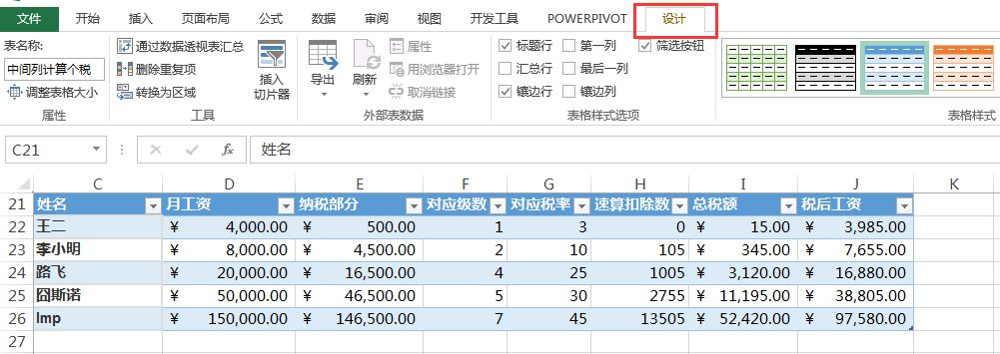 文件 开始 插入 页面布局 公式 数据 审阅 视图 开发工具 POWERPIVOT 设计
表名称:
中间列计算个税
调整表格大小
属性
通过数据透视表汇总
删除重复项
转换为区域
插入
切片器
工具
导出
刷新
属性
用浏览器打开
取消链接
外部表数据
标题行 第一列 筛选按钮
汇总行 最后一列
镶边行 镶边列
表格样式选项
表格样式
C21 fx 姓名
C D E F G H I J K
21 姓名 月工资 纳税部分 对应级数 对应税率 速算扣除数 总税额 税后工资
22 王二 ¥ 4,000.00 ¥ 500.00 1 3 0 ¥ 15.00 ¥ 3,985.00
23 李小明 ¥ 8,000.00 ¥ 4,500.00 2 10 105 ¥ 345.00 ¥ 7,655.00
24 路飞 ¥ 20,000.00 ¥ 16,500.00 4 25 1005 ¥ 3,120.00 ¥ 16,880.00
25 囧斯诺 ¥ 50,000.00 ¥ 46,500.00 5 30 2755 ¥ 11,195.00 ¥ 38,805.00
26 Imp ¥ 150,000.00 ¥ 146,500.00 7 45 13505 ¥ 52,420.00 ¥ 97,580.00
27